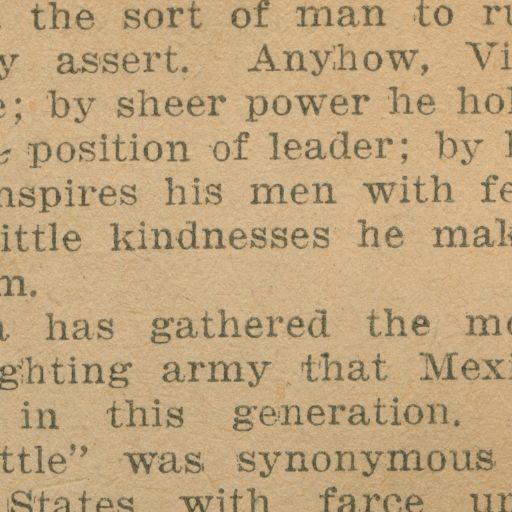 the sort of man to ru
y assert. Anyhow, Vi
e; by sheer power he hol
position of leader; by h
nspires his men with fe
ittle kindnesses he mak
m.
a has gathered the mo
ghting army that Mexi
in this generation.
ttle" was synonymous
States with farce un